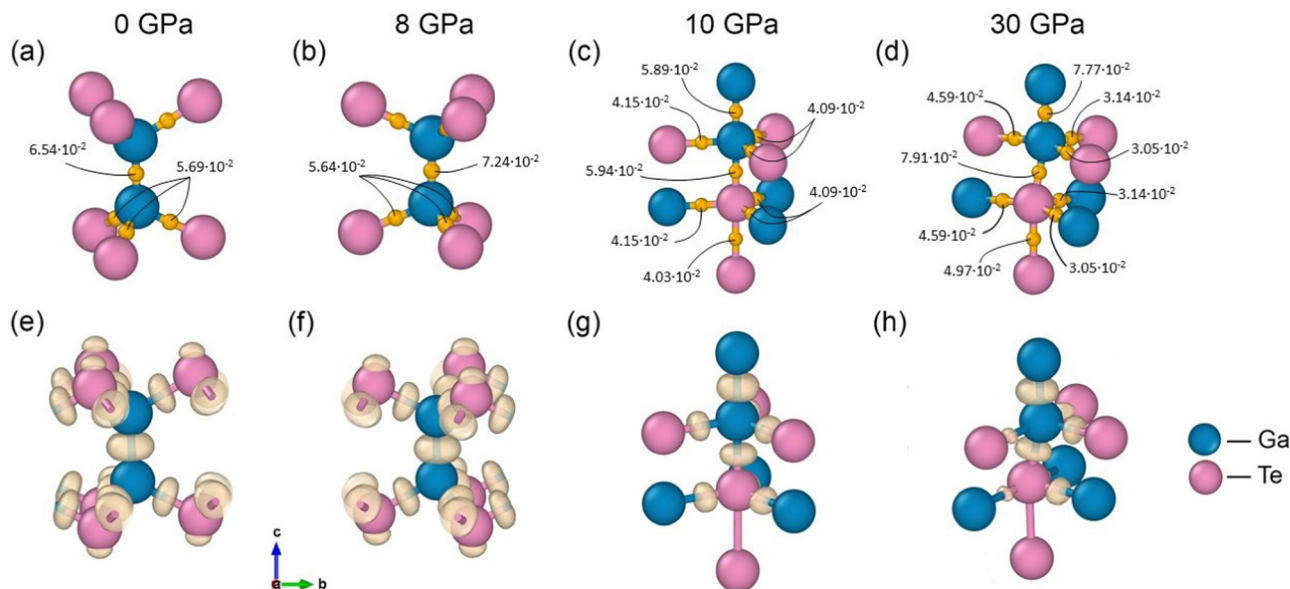 0 GPa
8 GPa
10 GPa
30 GPa
(a)
(b)
(c)
(d)
6.54·10⁻²
5.69·10⁻²
5.64·10⁻²
7.24·10⁻²
5.89·10⁻²
4.15·10⁻²
4.09·10⁻²
5.94·10⁻²
4.09·10⁻²
4.15·10⁻²
4.03·10⁻²
7.77·10⁻²
4.59·10⁻²
3.14·10⁻²
3.05·10⁻²
7.91·10⁻²
3.14·10⁻²
4.59·10⁻²
3.05·10⁻²
4.97·10⁻²
(e)
(f)
(g)
(h)
c
a
b
— Ga
— Te